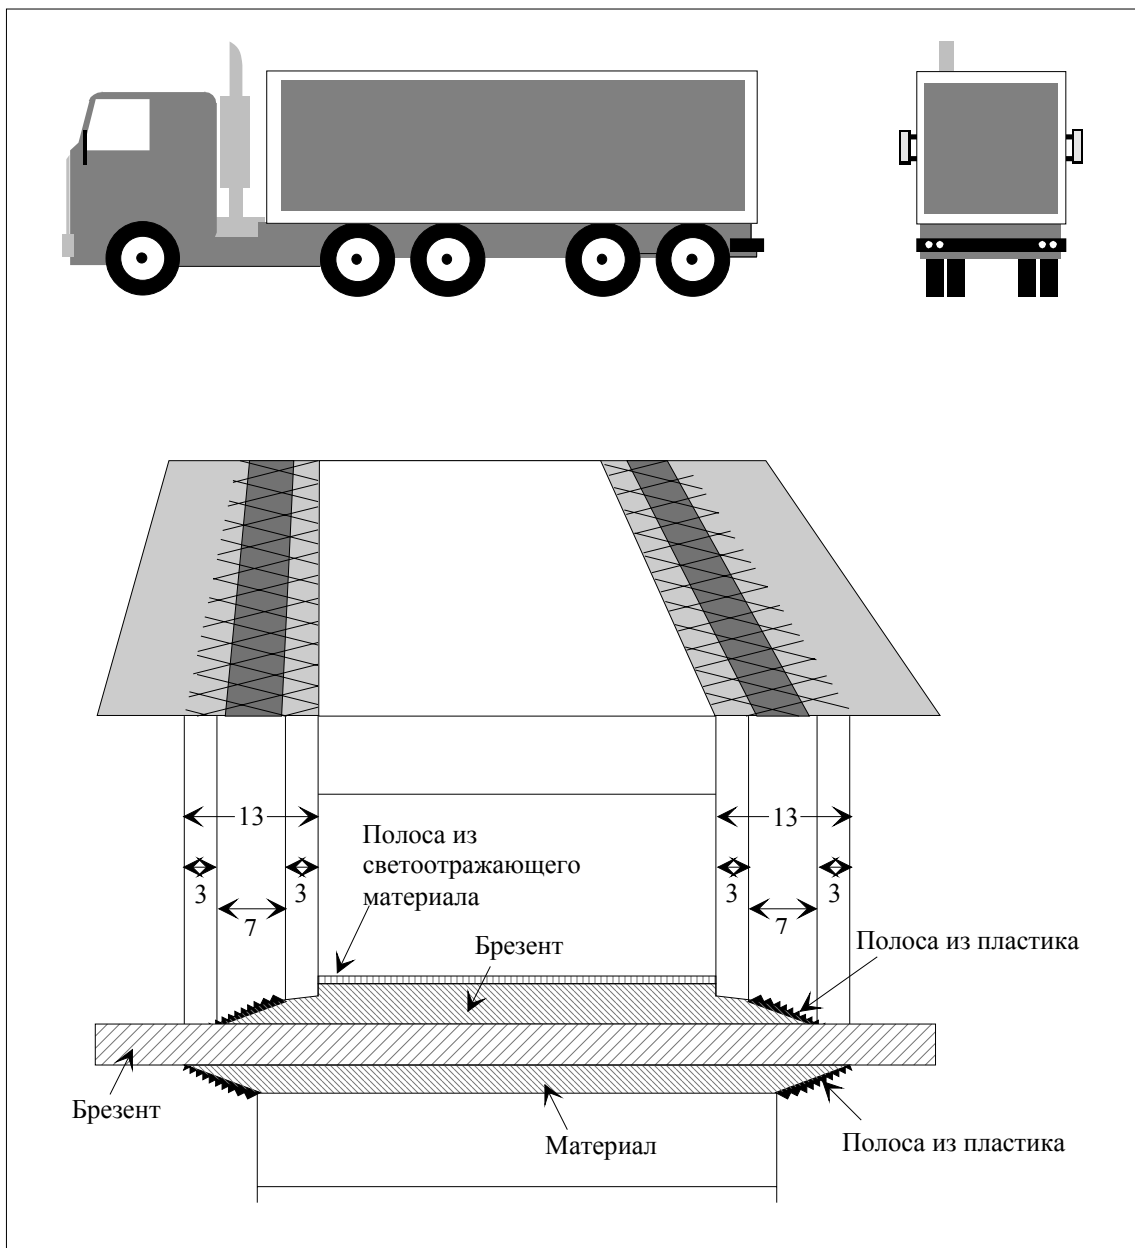 13
13
Полоса из
светоотражающего
материала
3
3
3
3
7
7
Брезент
Полоса из пластика
Брезент
Материал
Полоса из пластика